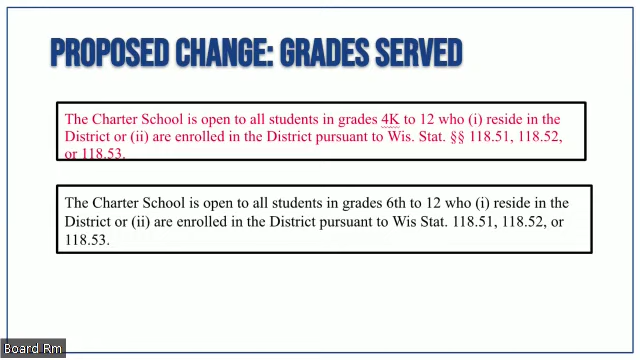 PROPOSED CHANGE: GRADES SERVED
The Charter School is open to all students in grades 4K to 12 who (i) reside in the
District or (ii) are enrolled in the District pursuant to Wis. Stat. §§ 118.51, 118.52,
or 118.53.
The Charter School is open to all students in grades 6th to 12 who (i) reside in the
District or (ii) are enrolled in the District pursuant to Wis Stat. 118.51, 118.52, or
118.53.
Board Rm